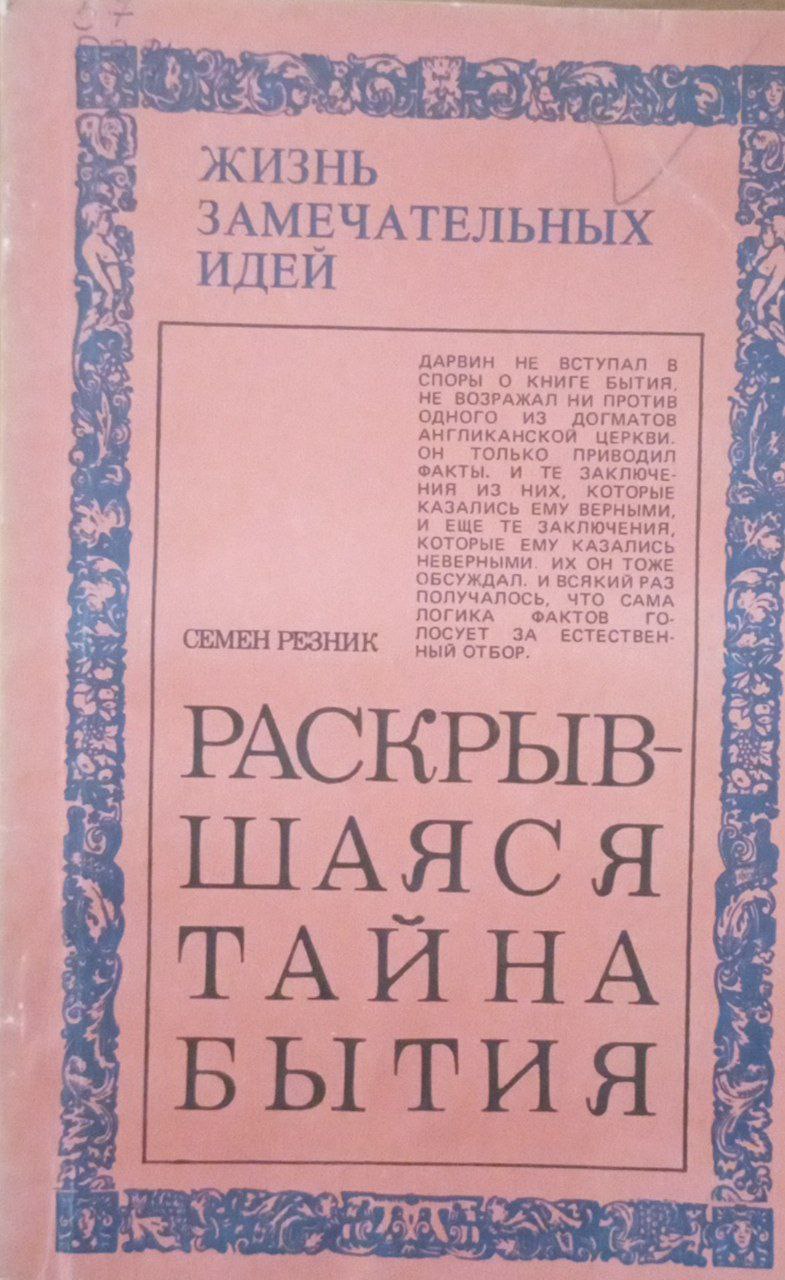 ЖИЗНЬ
ЗАМЕЧАТЕЛЬНЫХ
ИДЕЙ
ДАРВИН НЕ ВСТУПАЛ В
СПОРЫ О КНИГЕ БЫТИЯ,
НЕ ВОЗРАЖАЛ НИ ПРОТИВ
ОДНОГО ИЗ ДОГМАТОВ
АНГЛИКАНСКОЙ ЦЕРКВИ.
ОН ТОЛЬКО ПРИВОДИЛ
ФАКТЫ. И ТЕ ЗАКЛЮЧЕ-
НИЯ ИЗ НИХ, КОТОРЫЕ
КАЗАЛИСЬ ЕМУ ВЕРНЫМИ,
И ЕЩЕ ТЕ ЗАКЛЮЧЕНИЯ,
КОТОРЫЕ ЕМУ КАЗАЛИСЬ
НЕВЕРНЫМИ. ИХ ОН ТОЖЕ
ОБСУЖДАЛ. И ВСЯКИЙ РАЗ
ПОЛУЧАЛОСЬ, ЧТО САМА
ЛОГИКА ФАКТОВ ГО-
ЛОСУЕТ ЗА ЕСТЕСТВЕН-
НЫЙ ОТБОР.
СЕМЕН РЕЗНИК
РАСКРЫВ-
ШАЯСЯ
ТАЙНА
БЫТИЯ